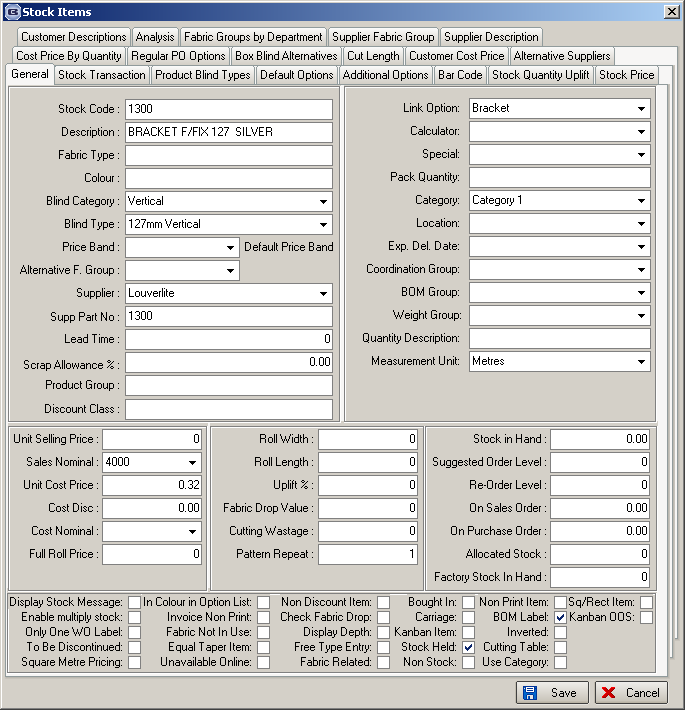 Stock Items
Customer Descriptions Analysis Fabric Groups by Department Supplier Fabric Group Supplier Description
Cost Price By Quantity Regular PO Options Box Blind Alternatives Cut Length Customer Cost Price Alternative Suppliers
General Stock Transaction Product Blind Types Default Options Additional Options Bar Code Stock Quantity Uplift Stock Price
Stock Code : 1300
Description : BRACKET F/FIX 127 SILVER
Fabric Type :
Colour :
Blind Category : Vertical
Blind Type : 127mm Vertical
Price Band : Default Price Band
Alternative F. Group :
Supplier : Louverlite
Supp Part No : 1300
Lead Time : 0
Scrap Allowance % : 0.00
Product Group :
Discount Class :
Link Option: Bracket
Calculator:
Special:
Pack Quantity:
Category: Category 1
Location:
Exp. Del. Date:
Coordination Group:
BOM Group:
Weight Group:
Quantity Description:
Measurement Unit: Metres
Unit Selling Price : 0
Sales Nominal : 4000
Unit Cost Price : 0.32
Cost Disc : 0.00
Cost Nominal :
Full Roll Price : 0
Roll Width : 0
Roll Length : 0
Uplift % : 0
Fabric Drop Value : 0
Cutting Wastage : 0
Pattern Repeat : 1
Stock in Hand : 0.00
Suggested Order Level : 0
Re-Order Level : 0
On Sales Order : 0.00
On Purchase Order : 0.00
Allocated Stock : 0
Factory Stock In Hand : 0
Display Stock Message: In Colour in Option List: Non Discount Item: Bought In: Non Print Item: Sq/Rect Item:
Enable multiply stock: Invoice Non Print: Check Fabric Drop: Carriage: BOM Label: Kanban OOS:
Only One WO Label: Fabric Not In Use: Display Depth: Kanban Item: Inverted:
To Be Discontinued: Equal Taper Item: Free Type Entry: Stock Held: Cutting Table:
Square Metre Pricing: Unavailable Online: Fabric Related: Non Stock: Use Category:
Save Cancel